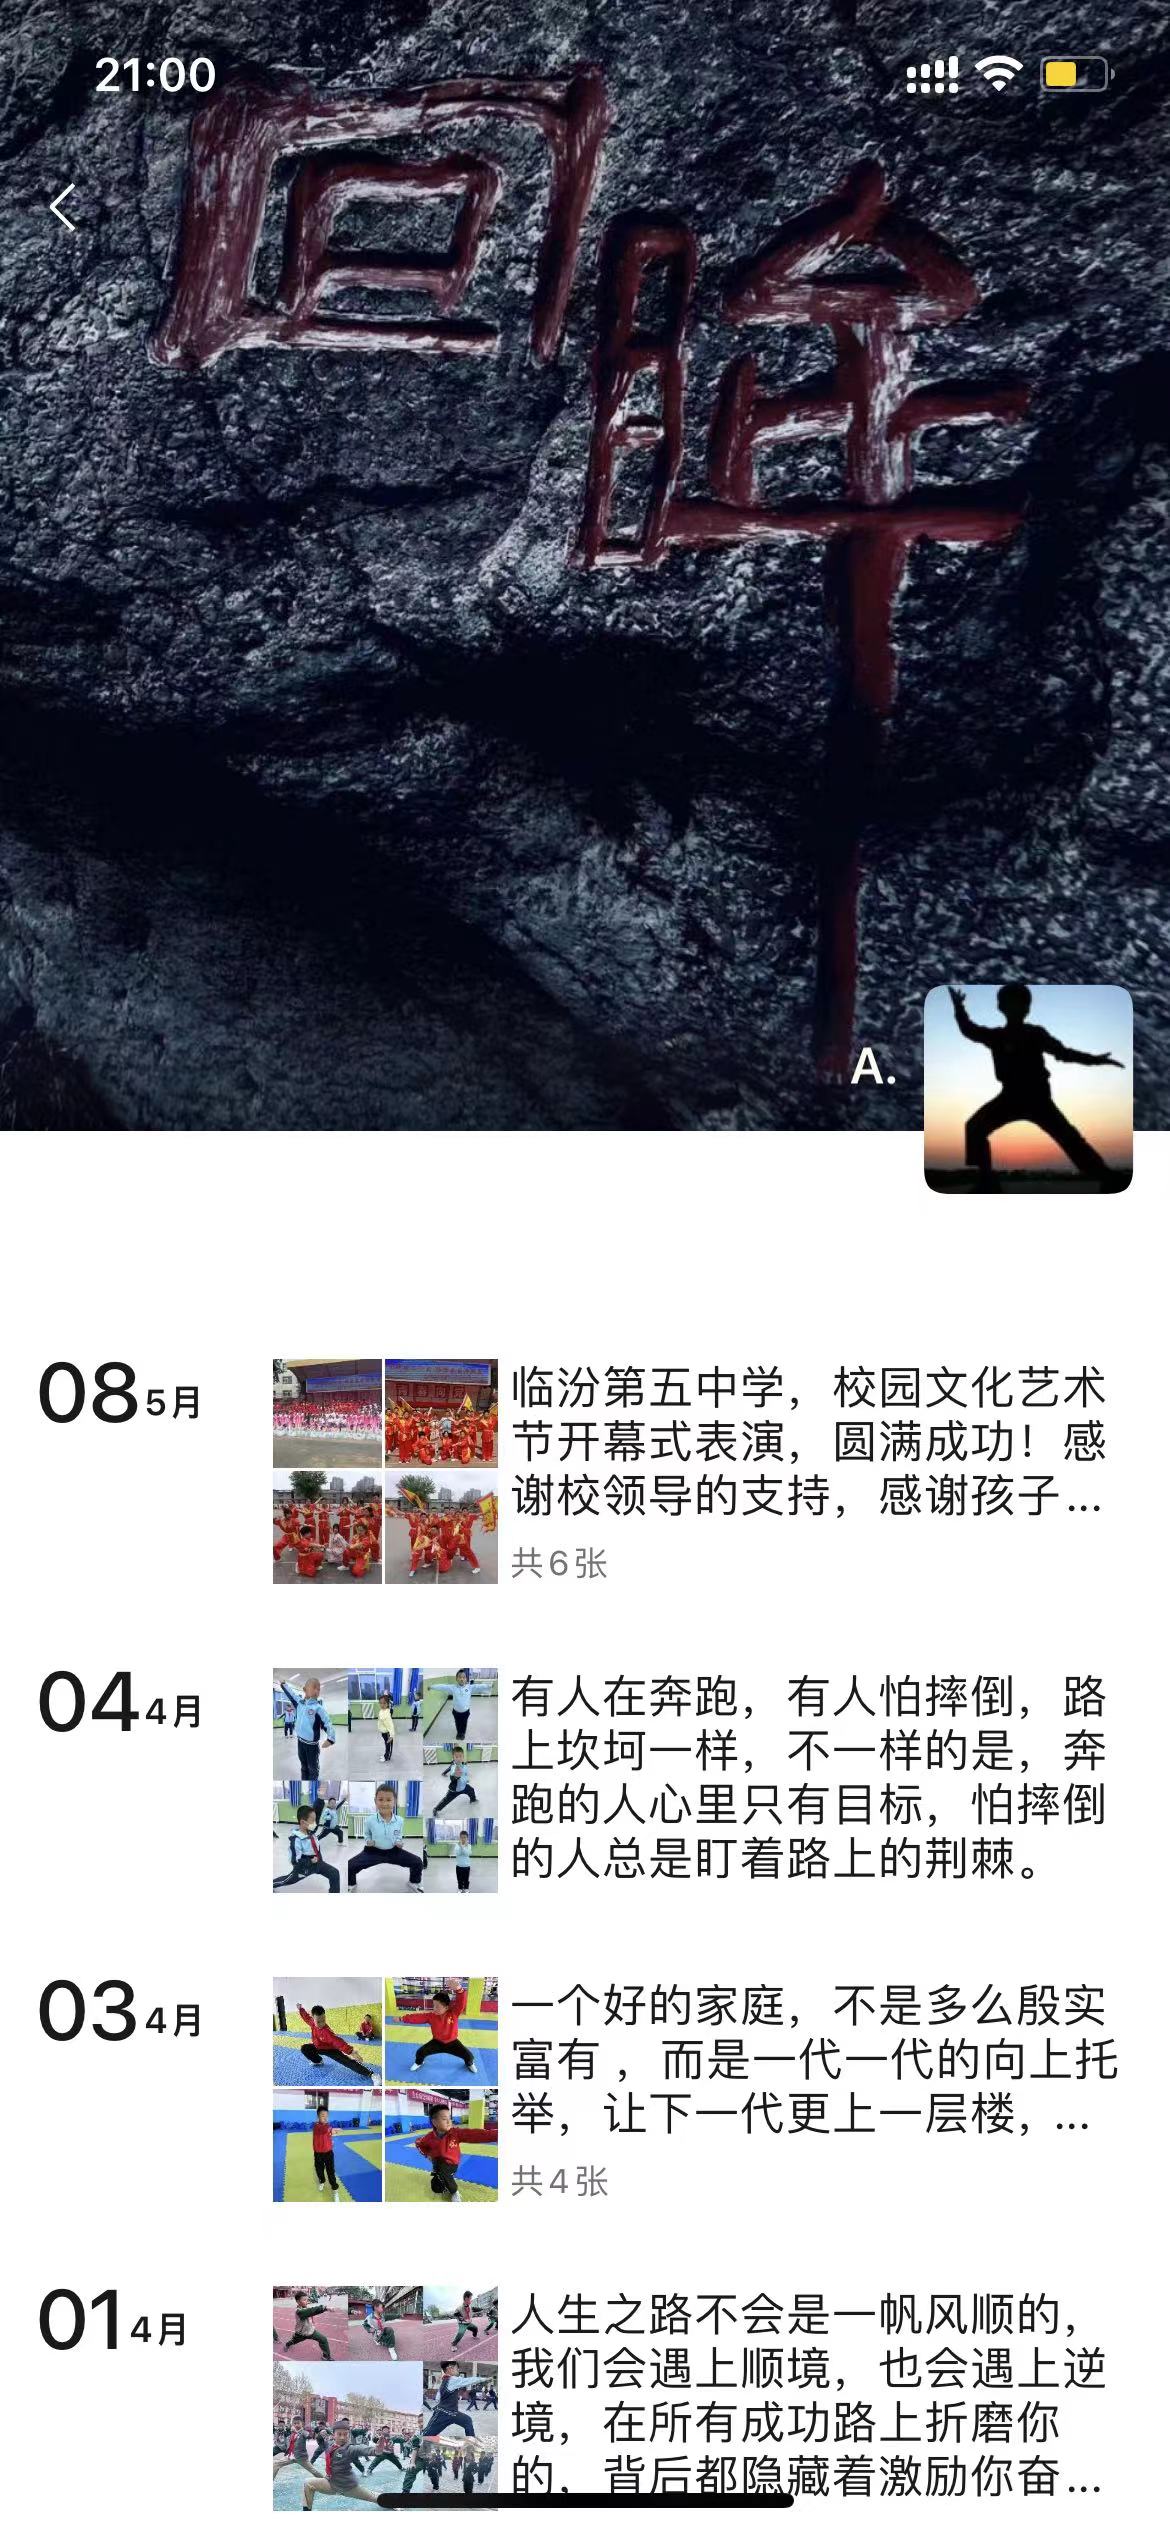 21:00
回眸
A.
08 5月
临汾第五中学，校园文化艺术
节开幕式表演，圆满成功！感
谢校领导的支持，感谢孩子...
共6张
04 4月
有人在奔跑，有人怕摔倒，路
上坎坷一样，不一样的是，奔
跑的人心里只有目标，怕摔倒
的人总是盯着路上的荆棘。
03 4月
一个好的家庭，不是多么殷实
富有 ，而是一代一代的向上托
举，让下一代更上一层楼，...
共4张
01 4月
人生之路不会是一帆风顺的，
我们会遇上顺境，也会遇上逆
境，在所有成功路上折磨你
的，背后都隐藏着激励你奋...